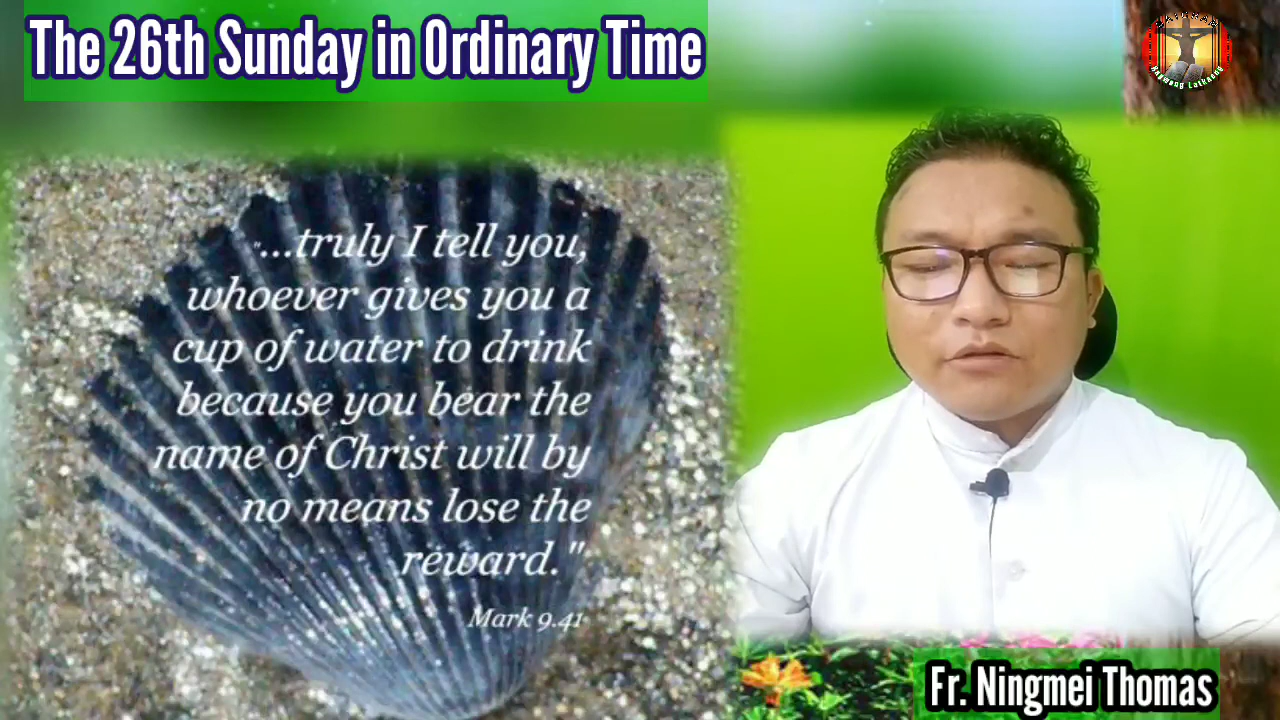 The 26th Sunday in Ordinary Time
"...truly I tell you,
whoever gives you a
cup of water to drink
because you bear the
name of Christ will by
no means lose the
reward."
Mark 9.41
Fr. Ningmei Thomas